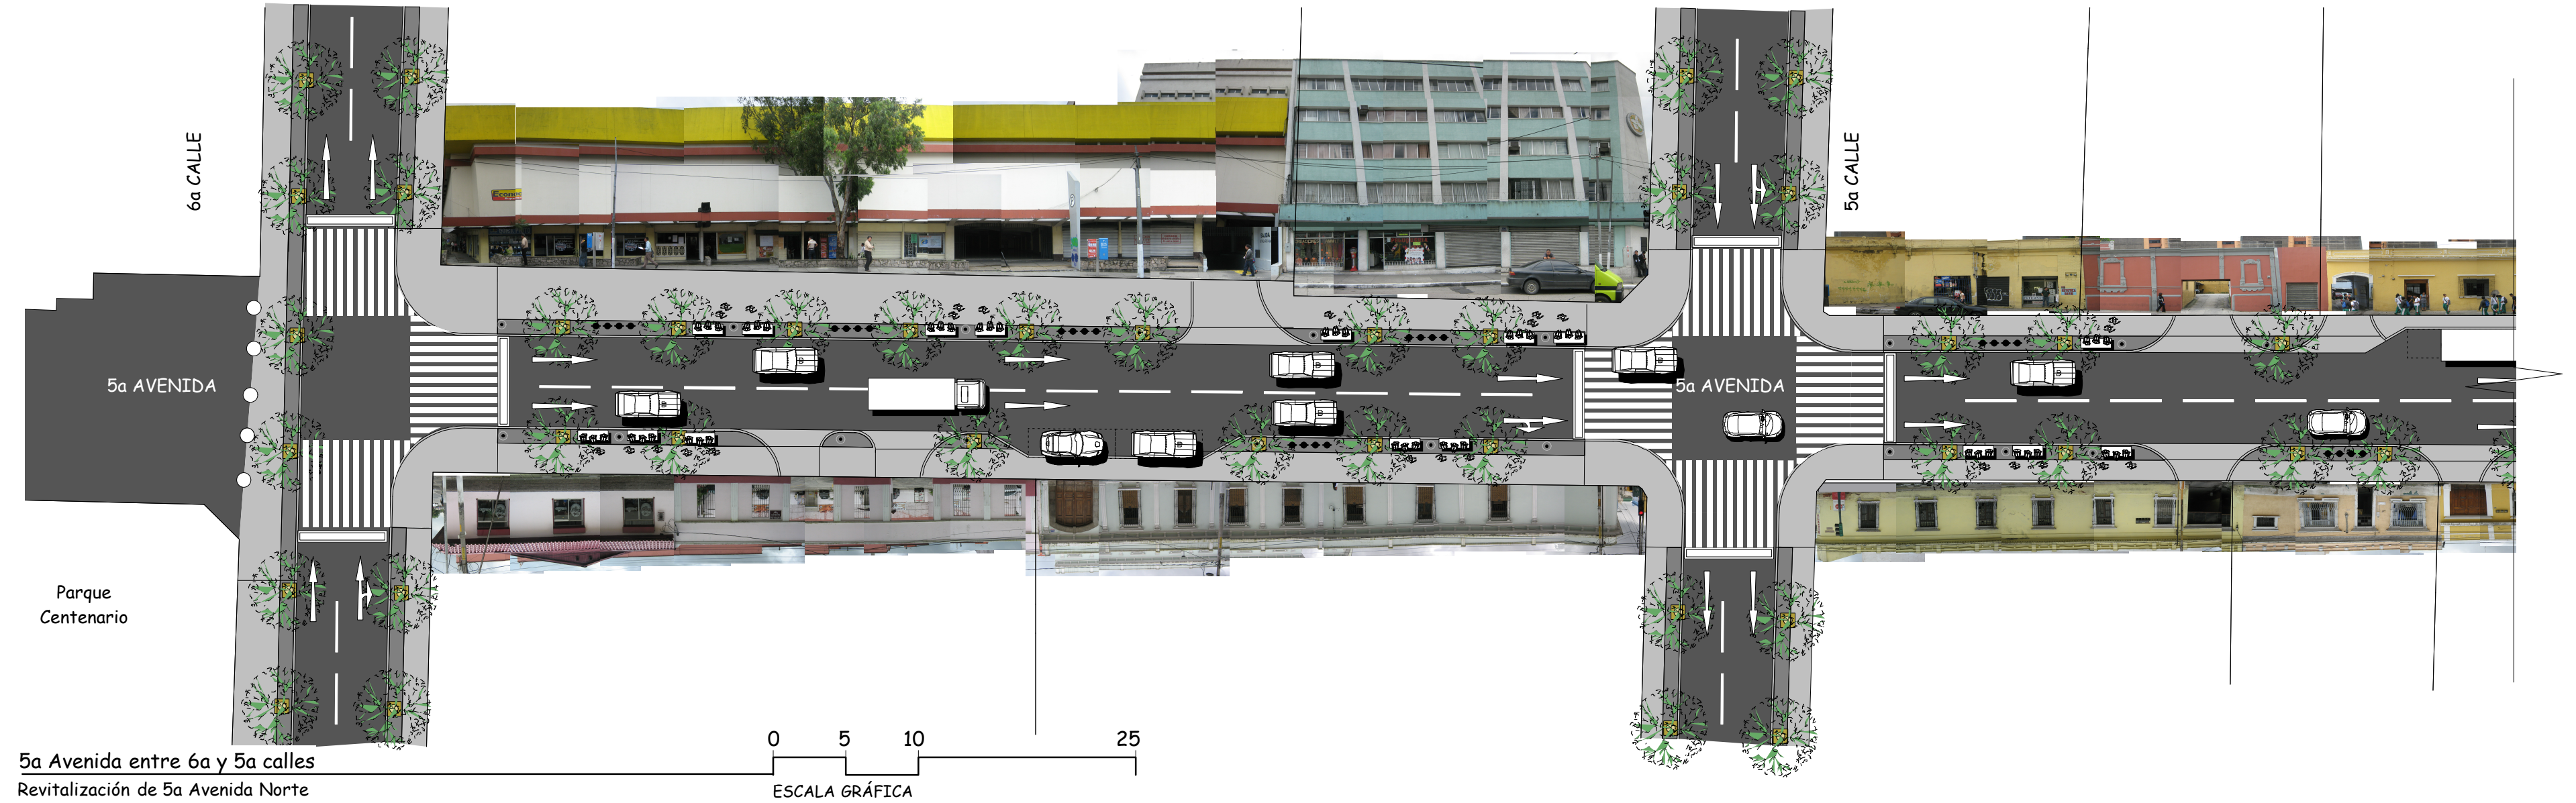 6a CALLE
5a CALLE
5a AVENIDA
5a AVENIDA
Parque
Centenario
0 5 10 25
5a Avenida entre 6a y 5a calles
ESCALA GRÁFICA
Revitalización de 5a Avenida Norte